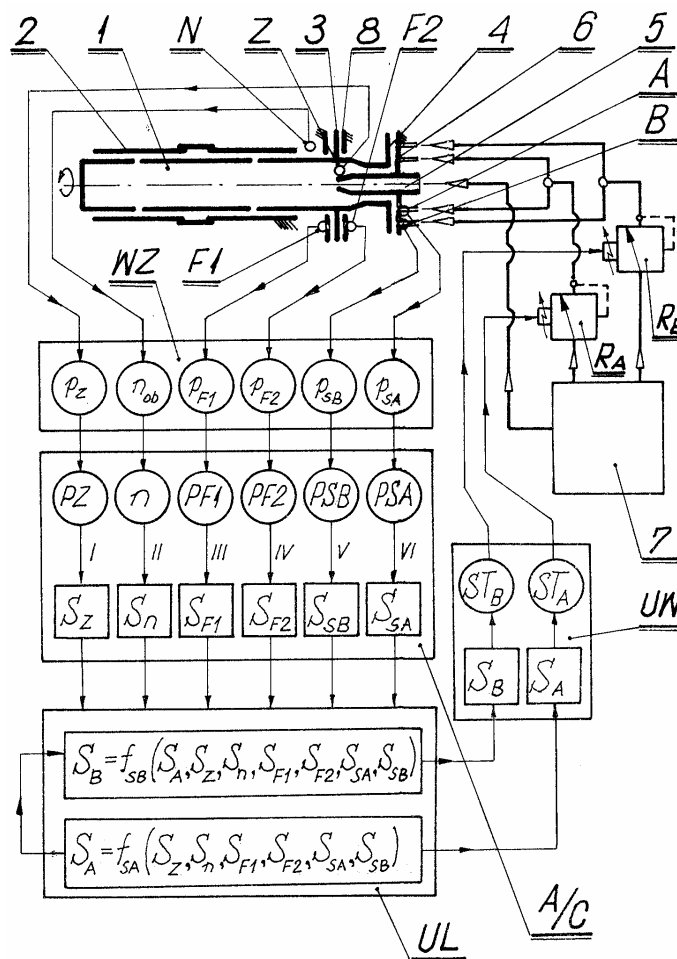 2 1 N Z 3 8 F2 4 6 5 A B
WZ F1
R_A R_B
p_Z n_ob p_F1 p_F2 p_SB p_SA
PZ n PF1 PF2 PSB PSA
7
I II III IV V VI
ST_B ST_A
UW
S_Z S_n S_F1 S_F2 S_SB S_SA
S_B S_A
S_B = f_SB(S_A, S_Z, S_n, S_F1, S_F2, S_SA, S_SB)
S_A = f_SA(S_Z, S_n, S_F1, S_F2, S_SA, S_SB)
A/C
UL